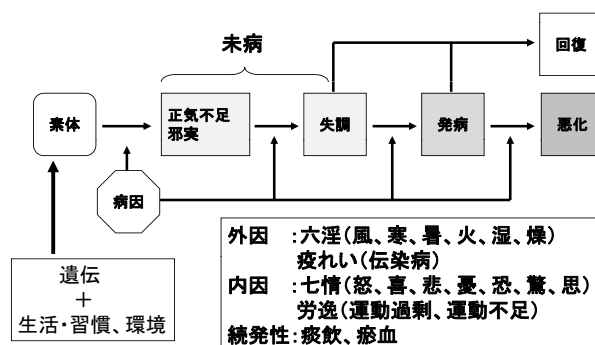 未病
回復
素体
正気不足
邪実
失調
発病
悪化
病因
遺伝
＋
生活・習慣、環境
外因 ：六淫（風、寒、暑、火、湿、燥）
疫れい（伝染病）
内因 ：七情（怒、喜、悲、憂、恐、驚、思）
労逸（運動過剰、運動不足）
続発性：痰飲、瘀血